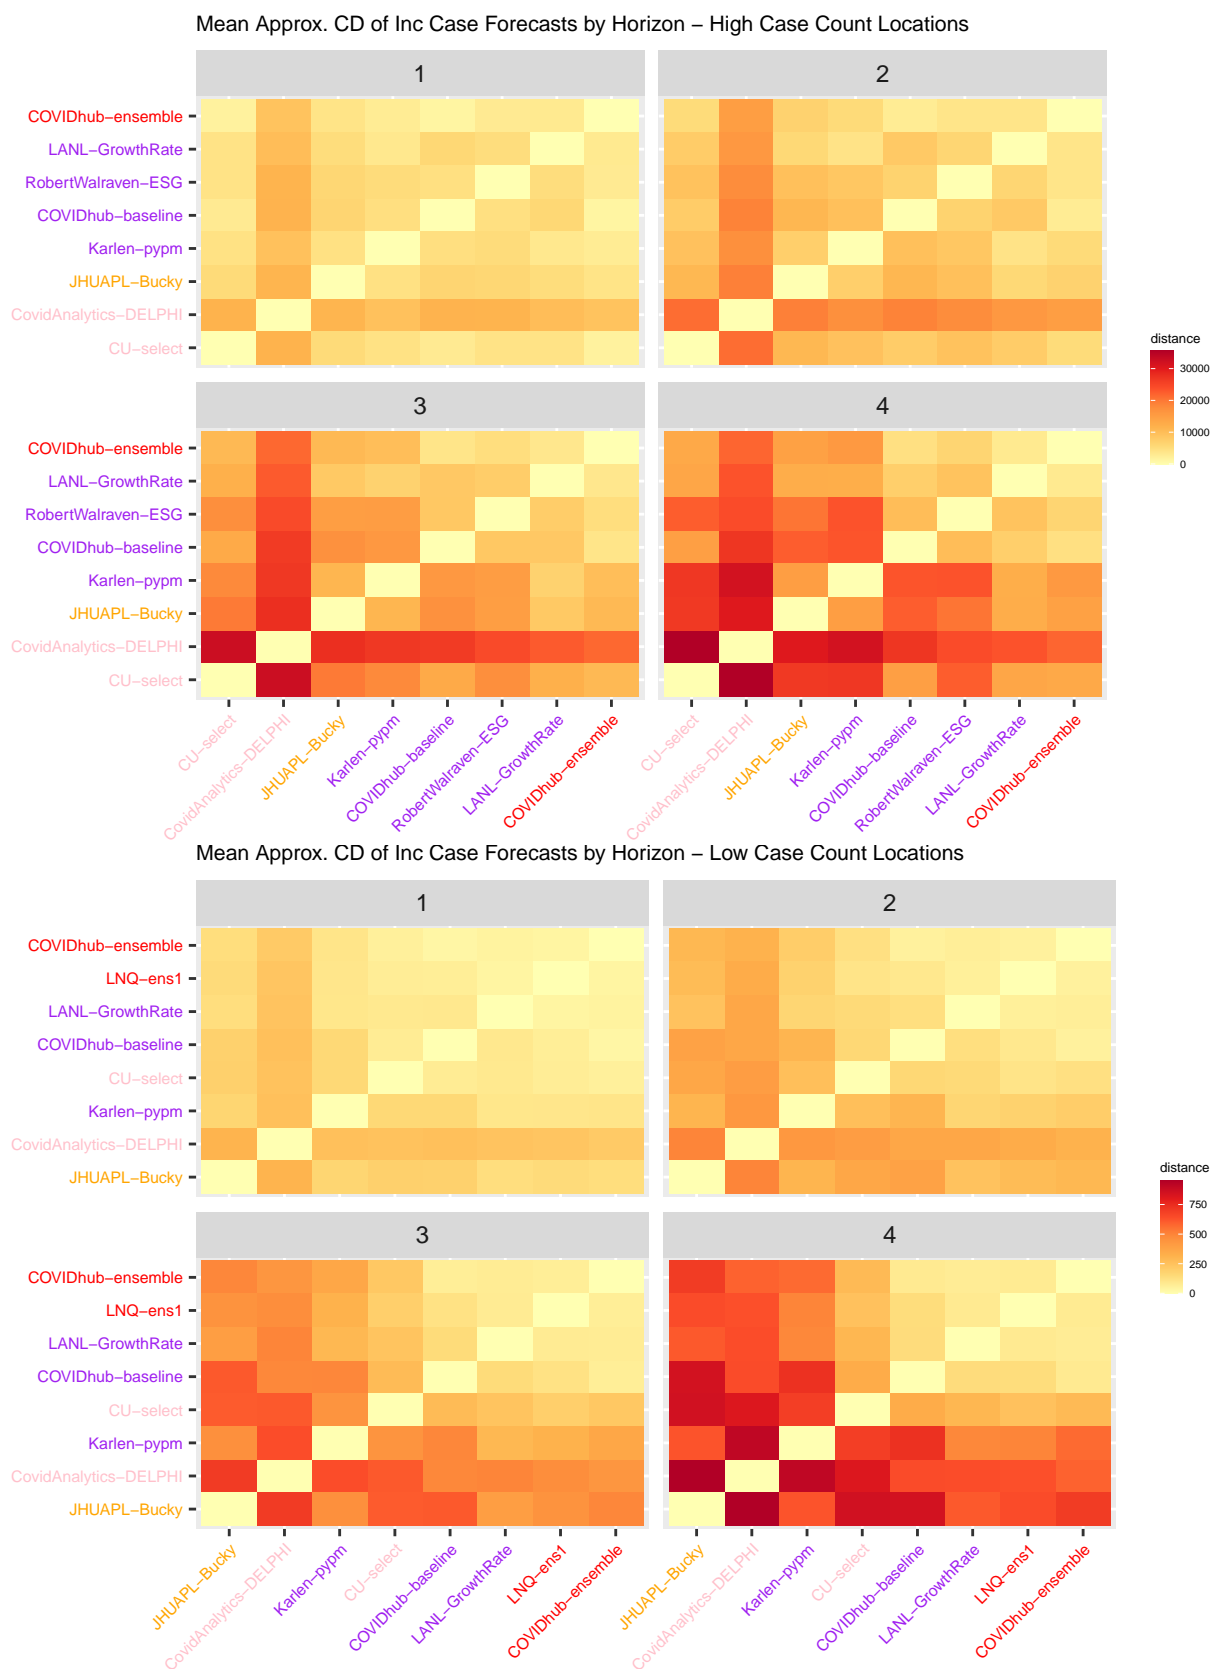 Mean Approx. CD of Inc Case Forecasts by Horizon − High Case Count Locations
1
2
COVIDhub−ensemble
LANL−GrowthRate
RobertWalraven−ESG
COVIDhub−baseline
Karlen−pypm
JHUAPL−Bucky
CovidAnalytics−DELPHI
CU−select
distance
30000
20000
10000
0
3
4
COVIDhub−ensemble
LANL−GrowthRate
RobertWalraven−ESG
COVIDhub−baseline
Karlen−pypm
JHUAPL−Bucky
CovidAnalytics−DELPHI
CU−select
CU−select
CovidAnalytics−DELPHI
JHUAPL−Bucky
Karlen−pypm
COVIDhub−baseline
RobertWalraven−ESG
LANL−GrowthRate
COVIDhub−ensemble
CU−select
CovidAnalytics−DELPHI
JHUAPL−Bucky
Karlen−pypm
COVIDhub−baseline
RobertWalraven−ESG
LANL−GrowthRate
COVIDhub−ensemble
Mean Approx. CD of Inc Case Forecasts by Horizon − Low Case Count Locations
1
2
COVIDhub−ensemble
LNQ−ens1
LANL−GrowthRate
COVIDhub−baseline
CU−select
Karlen−pypm
CovidAnalytics−DELPHI
JHUAPL−Bucky
distance
750
500
250
0
3
4
COVIDhub−ensemble
LNQ−ens1
LANL−GrowthRate
COVIDhub−baseline
CU−select
Karlen−pypm
CovidAnalytics−DELPHI
JHUAPL−Bucky
JHUAPL−Bucky
CovidAnalytics−DELPHI
Karlen−pypm
CU−select
COVIDhub−baseline
LANL−GrowthRate
LNQ−ens1
COVIDhub−ensemble
JHUAPL−Bucky
CovidAnalytics−DELPHI
Karlen−pypm
CU−select
COVIDhub−baseline
LANL−GrowthRate
LNQ−ens1
COVIDhub−ensemble